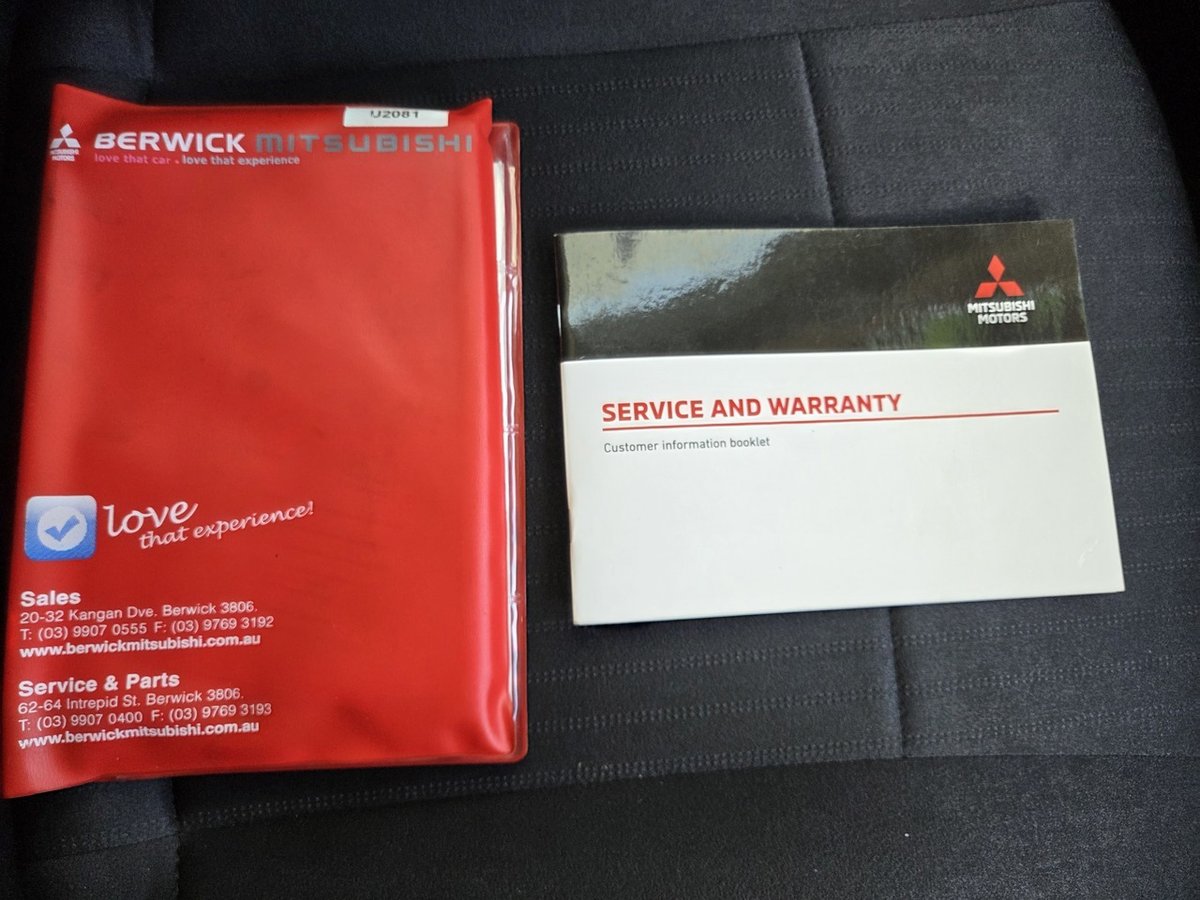 U2081
BERWICK MITSUBISHI
MITSUBISHI
MOTORS
love that car . love that experience
love
that experience!
Sales
20-32 Kangan Dve. Berwick 3806.
T: (03) 9907 0555 F: (03) 9769 3192
www.berwickmitsubishi.com.au
Service & Parts
62-64 Intrepid St. Berwick 3806.
T: (03) 9907 0400 F: (03) 9769 3193
www.berwickmitsubishi.com.au
MITSUBISHI
MOTORS
SERVICE AND WARRANTY
Customer information booklet